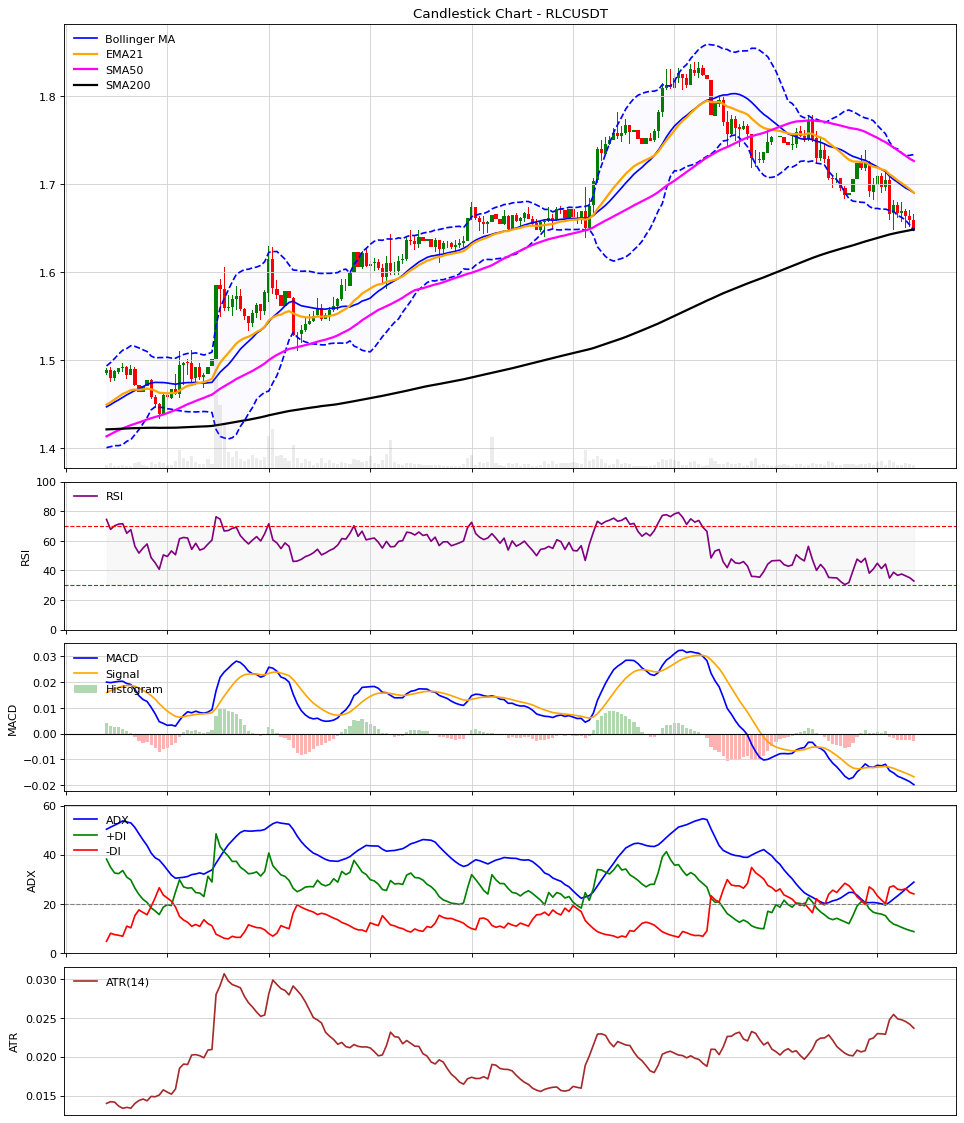 Candlestick Chart - RLCUSDT
Bollinger MA
EMA21
SMA50
SMA200
1.8
1.7
1.6
1.5
1.4
RSI
100
80
60
40
20
0
RSI
MACD
Signal
Histogram
0.03
0.02
0.01
0.00
−0.01
−0.02
MACD
ADX
+DI
-DI
60
40
20
0
ADX
ATR(14)
0.030
0.025
0.020
0.015
ATR